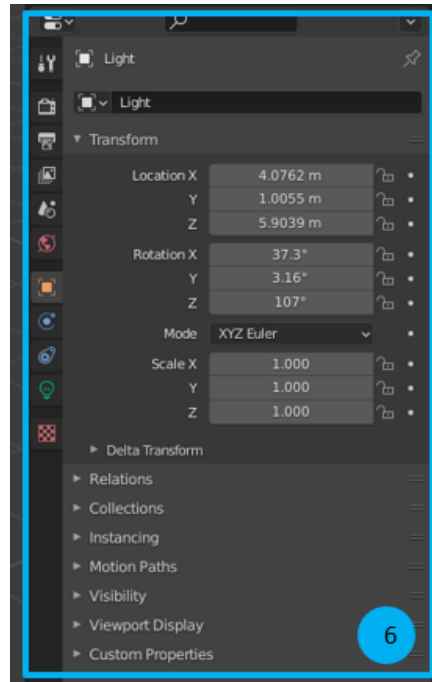 Light
Light
Transform
Location X 4.0762 m
Y 1.0055 m
Z 5.9039 m
Rotation X 37.3°
Y 3.16°
Z 107°
Mode XYZ Euler
Scale X 1.000
Y 1.000
Z 1.000
Delta Transform
Relations
Collections
Instancing
Motion Paths
Visibility
Viewport Display
Custom Properties
6